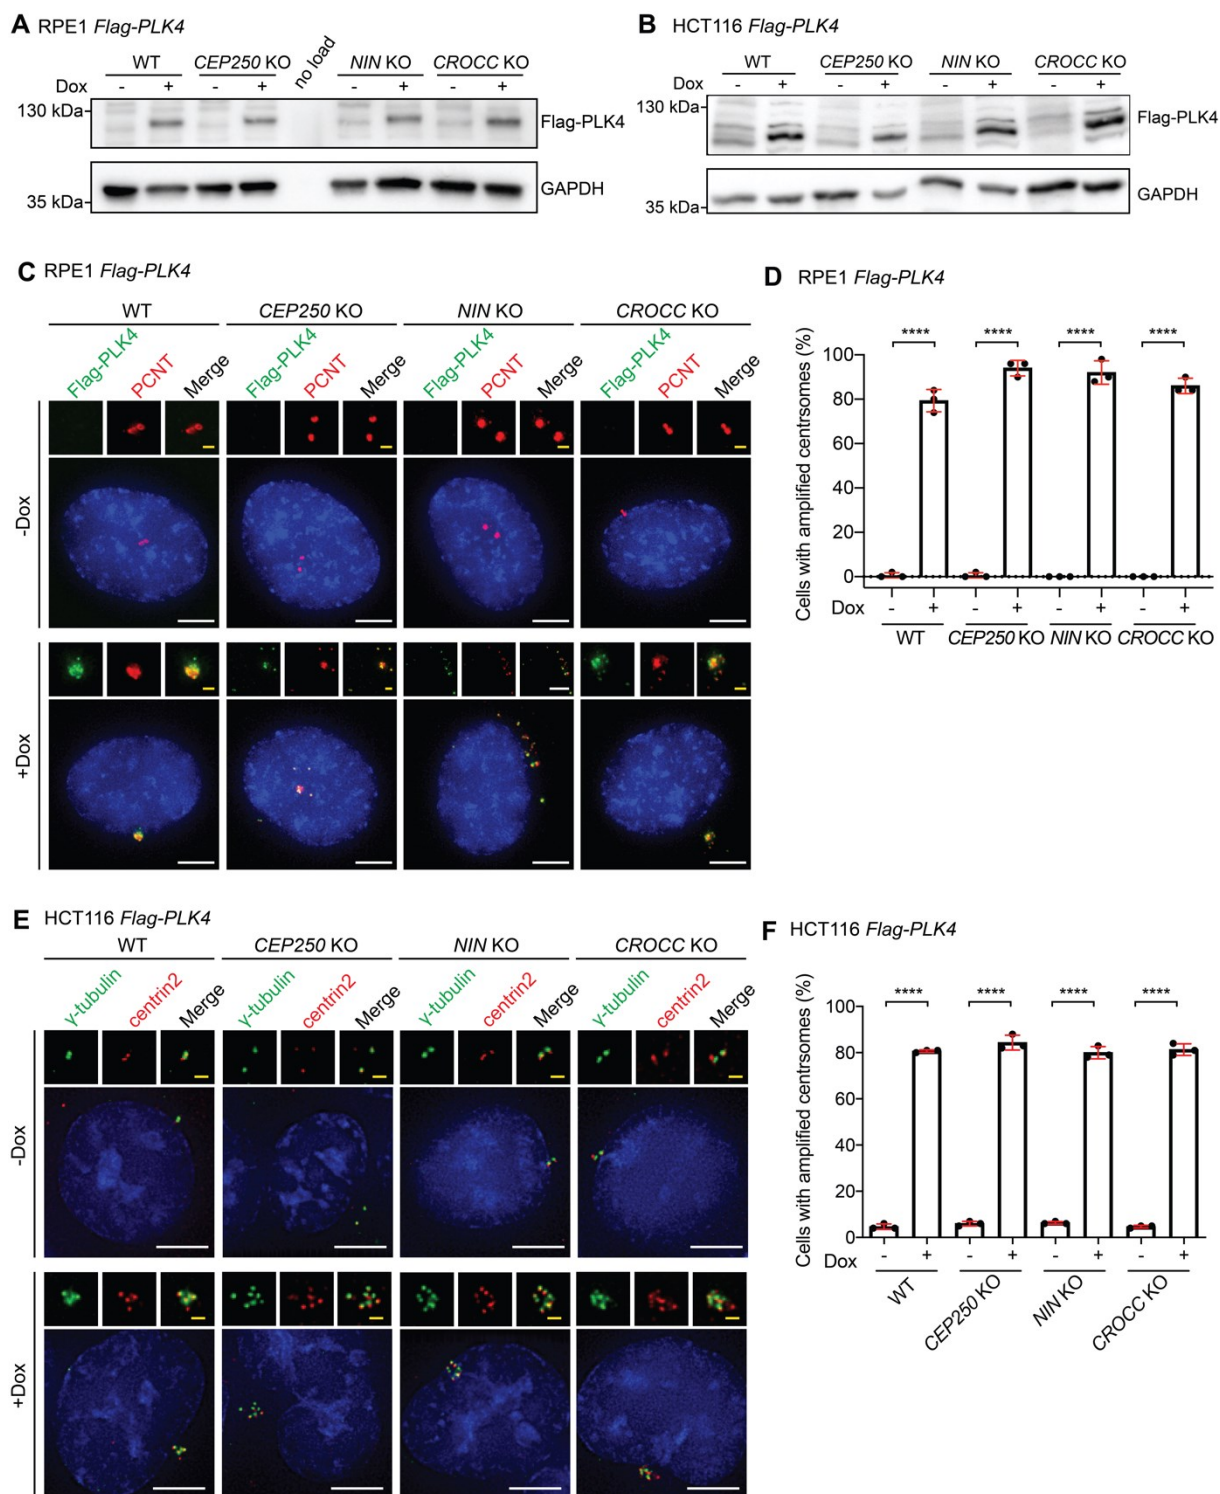 A RPE1 Flag-PLK4
WT CEP250 KO no load NIN KO CROCC KO
Dox - + - + - + - +
130 kDa
Flag-PLK4
GAPDH
35 kDa
B HCT116 Flag-PLK4
WT CEP250 KO NIN KO CROCC KO
Dox - + - + - + - +
130 kDa
Flag-PLK4
GAPDH
35 kDa
C RPE1 Flag-PLK4
WT CEP250 KO NIN KO CROCC KO
Flag-PLK4 PCNT Merge Flag-PLK4 PCNT Merge Flag-PLK4 PCNT Merge Flag-PLK4 PCNT Merge
-Dox
+Dox
D RPE1 Flag-PLK4
Cells with amplified centrsomes (%)
**** **** **** ****
100
80
60
40
20
0
Dox - + - + - + - +
WT CEP250 KO NIN KO CROCC KO
E HCT116 Flag-PLK4
WT CEP250 KO NIN KO CROCC KO
γ-tubulin centrin2 Merge γ-tubulin centrin2 Merge γ-tubulin centrin2 Merge γ-tubulin centrin2 Merge
-Dox
+Dox
F HCT116 Flag-PLK4
Cells with amplified centrsomes (%)
**** **** **** ****
100
80
60
40
20
0
Dox - + - + - + - +
WT CEP250 KO NIN KO CROCC KO